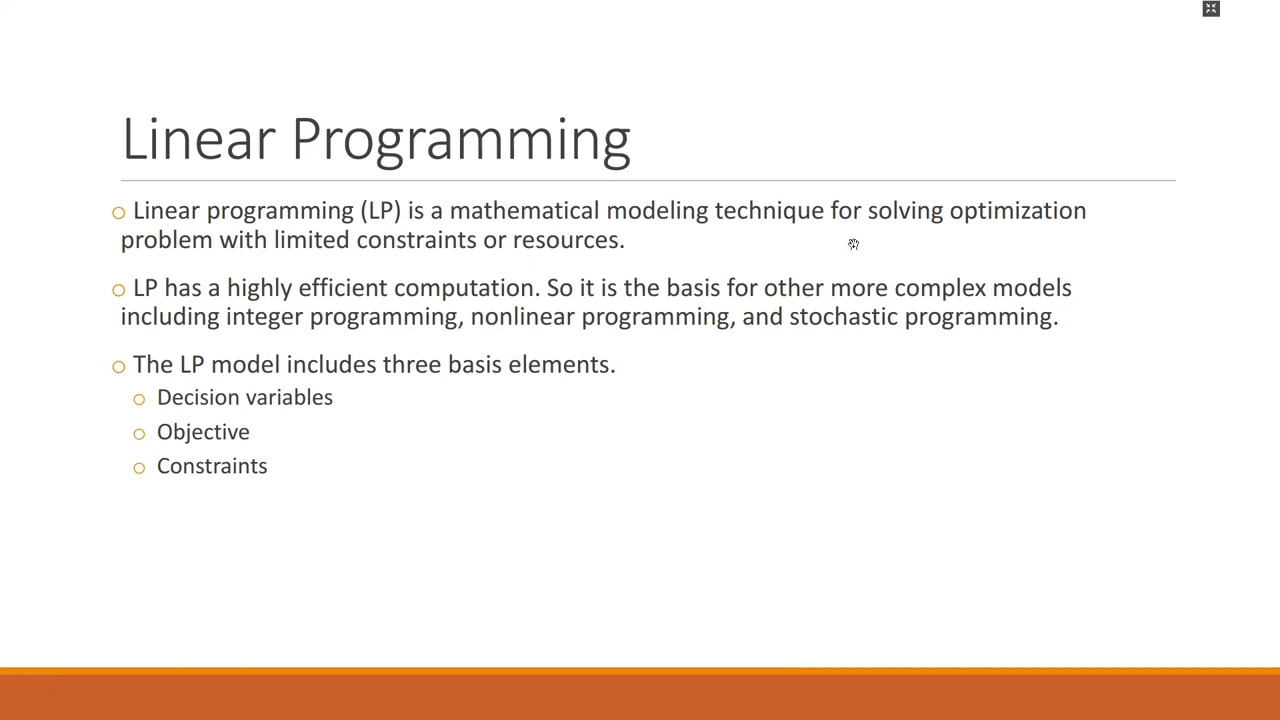 Linear Programming
Linear programming (LP) is a mathematical modeling technique for solving optimization
problem with limited constraints or resources.
LP has a highly efficient computation. So it is the basis for other more complex models
including integer programming, nonlinear programming, and stochastic programming.
The LP model includes three basis elements.
Decision variables
Objective
Constraints